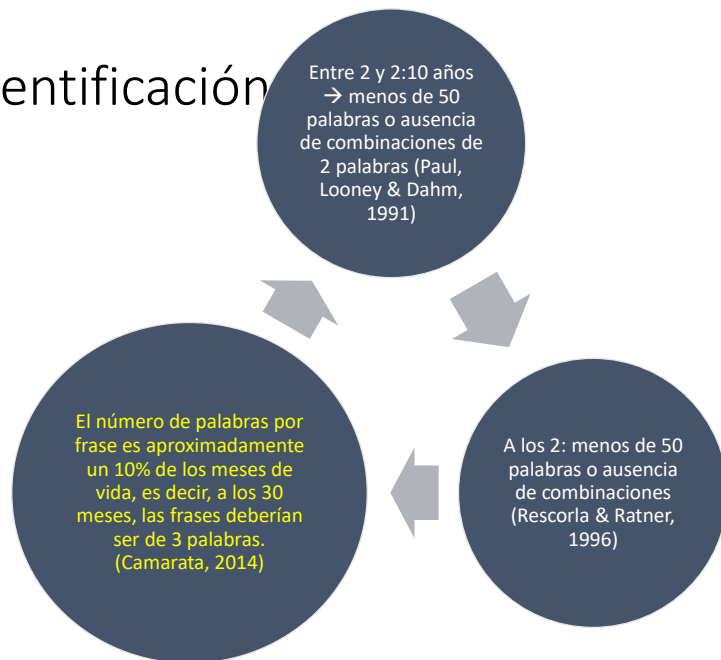 entificación
Entre 2 y 2:10 años
→ menos de 50
palabras o ausencia
de combinaciones de
2 palabras (Paul,
Looney & Dahm,
1991)
A los 2: menos de 50
palabras o ausencia
de combinaciones
(Rescorla & Ratner,
1996)
El número de palabras por
frase es aproximadamente
un 10% de los meses de
vida, es decir, a los 30
meses, las frases deberían
ser de 3 palabras.
(Camarata, 2014)